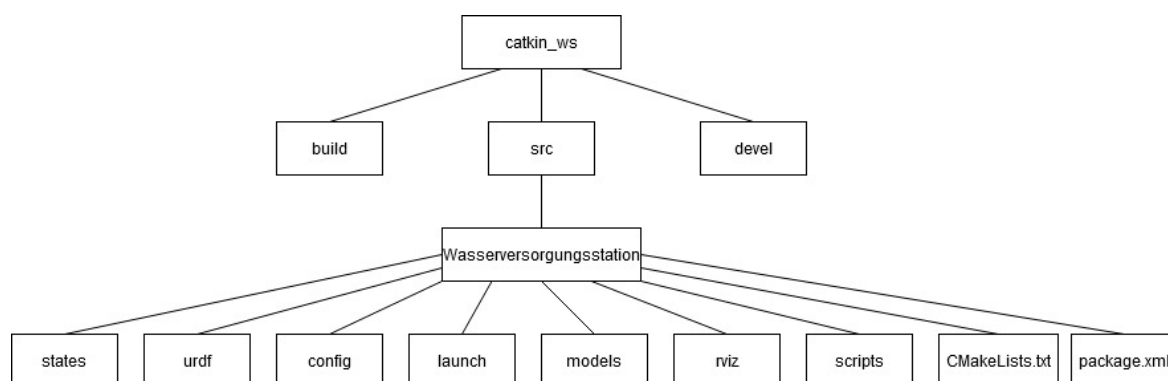 catkin_ws
build
src
devel
Wasserversorgungsstation
states
urdf
config
launch
models
rviz
scripts
CMakeLists.txt
package.xml